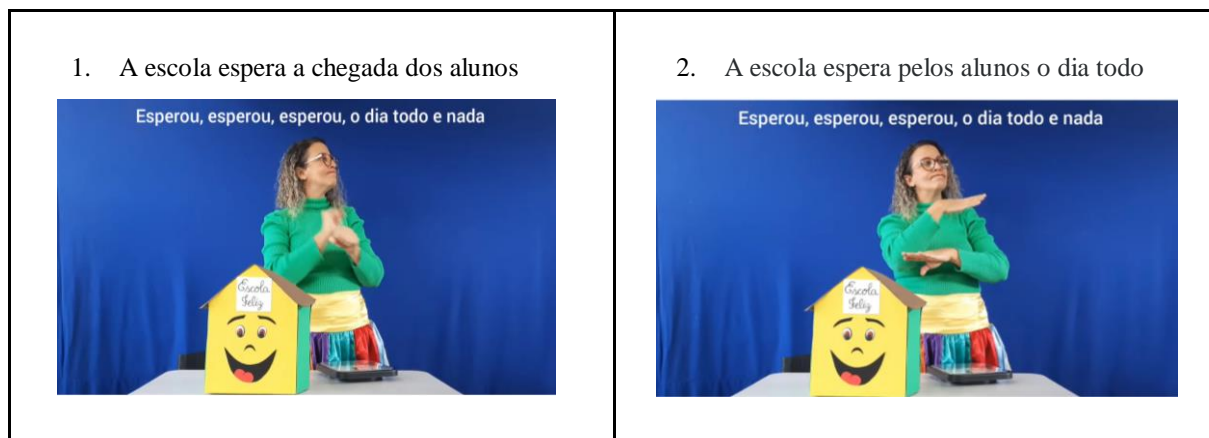 1. A escola espera a chegada dos alunos
Esperou, esperou, esperou, o dia todo e nada
Escola
Feliz
2. A escola espera pelos alunos o dia todo
Esperou, esperou, esperou, o dia todo e nada
Escola
Feliz